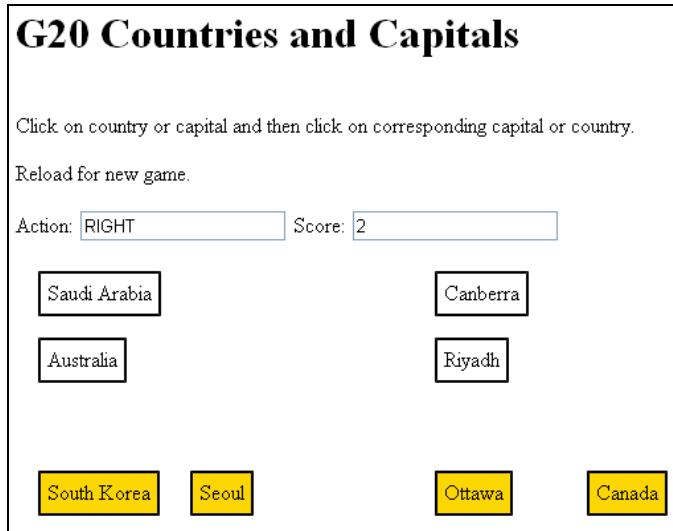 G20 Countries and Capitals
Click on country or capital and then click on corresponding capital or country.
Reload for new game.
Action: RIGHT Score: 2
Saudi Arabia Canberra
Australia Riyadh
South Korea Seoul Ottawa Canada